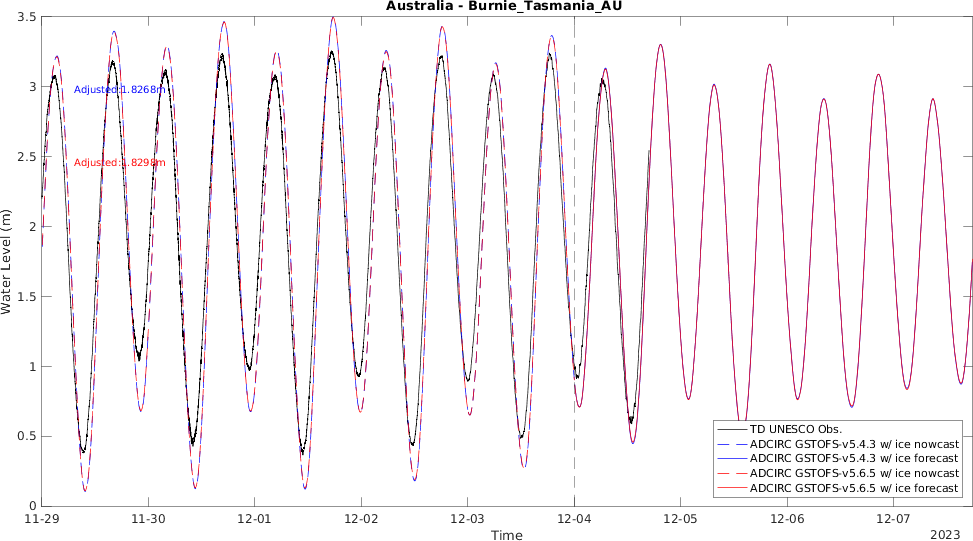 Australia - Burnie_Tasmania_AU
3.5
3
2.5
2
1.5
1
0.5
0
Water Level (m)
Adjusted:1.8268m
Adjusted:1.8298m
TD UNESCO Obs.
ADCIRC GSTOFS-v5.4.3 w/ ice nowcast
ADCIRC GSTOFS-v5.4.3 w/ ice forecast
ADCIRC GSTOFS-v5.6.5 w/ ice nowcast
ADCIRC GSTOFS-v5.6.5 w/ ice forecast
11-29 11-30 12-01 12-02 12-03 12-04 12-05 12-06 12-07
Time
2023